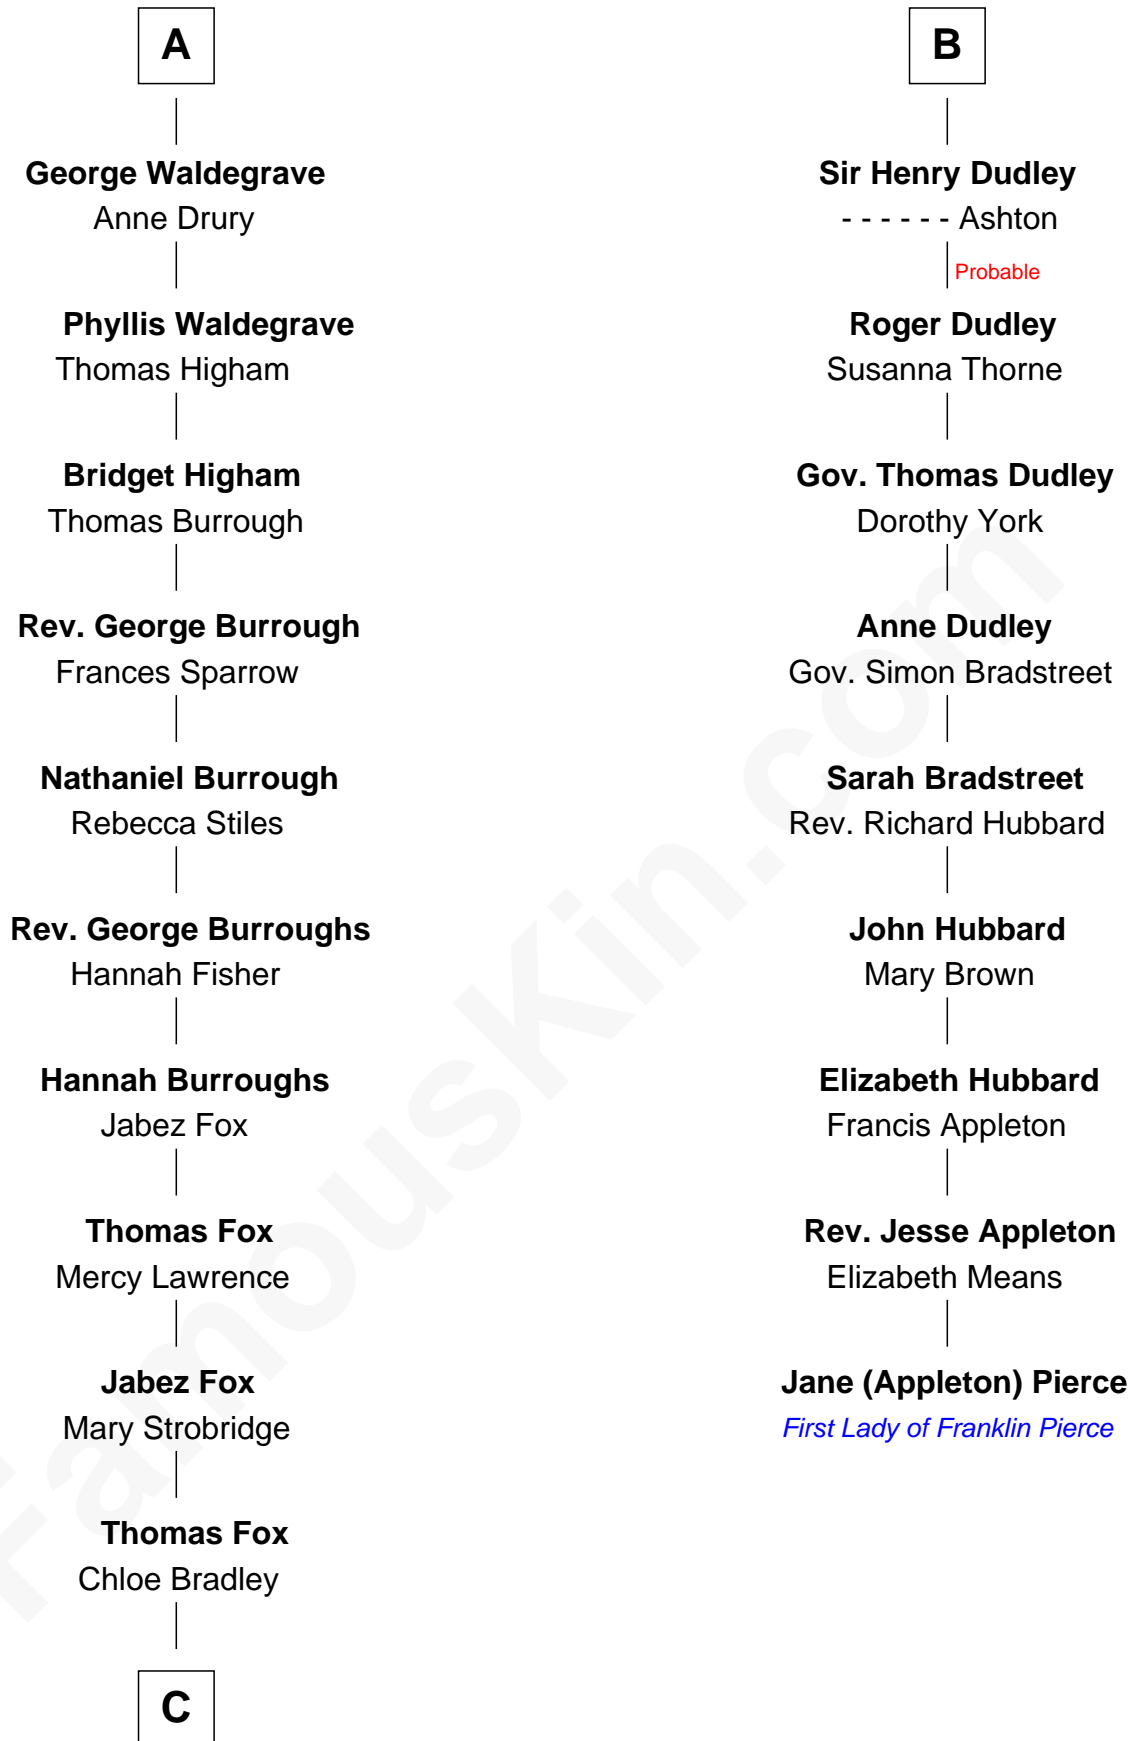 A
George Waldegrave
Anne Drury
Phyllis Waldegrave
Thomas Higham
Bridget Higham
Thomas Burrough
Rev. George Burrough
Frances Sparrow
Nathaniel Burrough
Rebecca Stiles
Rev. George Burroughs
Hannah Fisher
Hannah Burroughs
Jabez Fox
Thomas Fox
Mercy Lawrence
Jabez Fox
Mary Strobridge
Thomas Fox
Chloe Bradley
C
B
Sir Henry Dudley
- - - - - - Ashton
Probable
Roger Dudley
Susanna Thorne
Gov. Thomas Dudley
Dorothy York
Anne Dudley
Gov. Simon Bradstreet
Sarah Bradstreet
Rev. Richard Hubbard
John Hubbard
Mary Brown
Elizabeth Hubbard
Francis Appleton
Rev. Jesse Appleton
Elizabeth Means
Jane (Appleton) Pierce
First Lady of Franklin Pierce
FamousKin.com